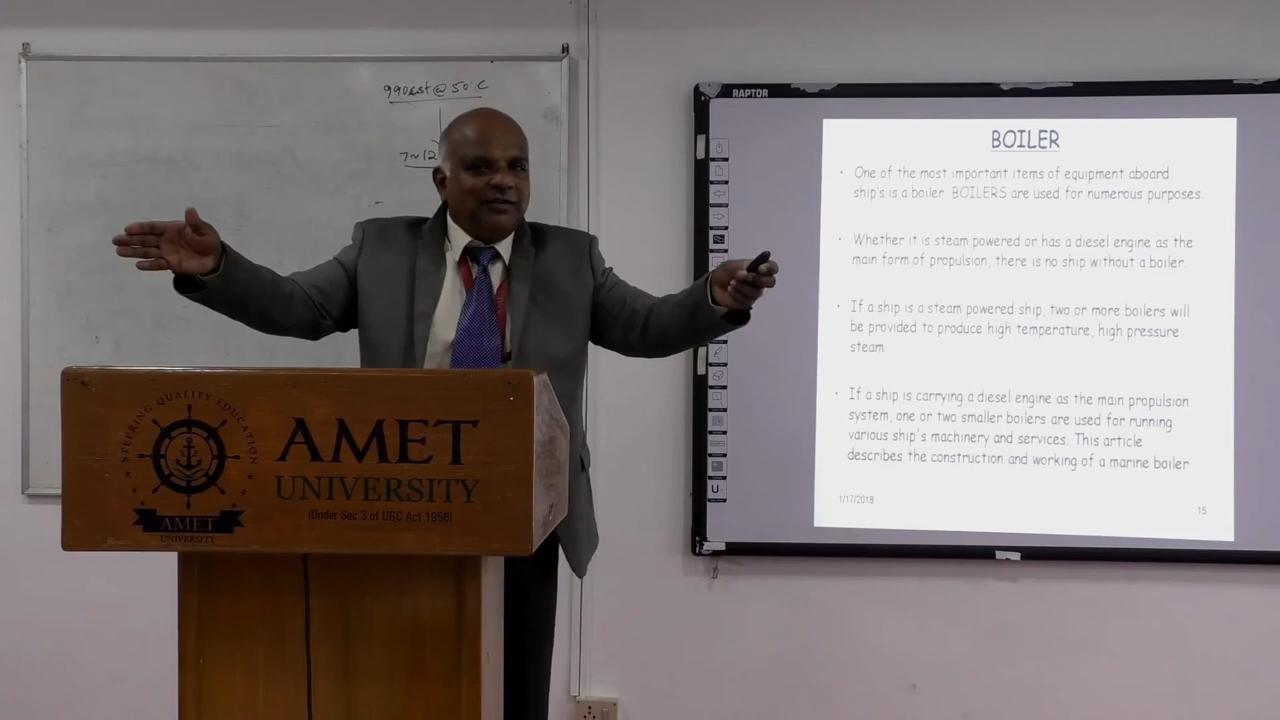 990cst@50°C
7~12
STEERING QUALITY EDUCATION
AMET
UNIVERSITY
AMET
UNIVERSITY
(Under Sec.3 of UGC Act 1956)
RAPTOR
BOILER
• One of the most important items of equipment aboard
ship's is a boiler. BOILERS are used for numerous purposes.
• Whether it is steam powered or has a diesel engine as the
main form of propulsion, there is no ship without a boiler.
• If a ship is a steam powered ship, two or more boilers will
be provided to produce high temperature, high pressure
steam.
• If a ship is carrying a diesel engine as the main propulsion
system, one or two smaller boilers are used for running
various ship's machinery and services. This article
describes the construction and working of a marine boiler
1/17/2018
15
U